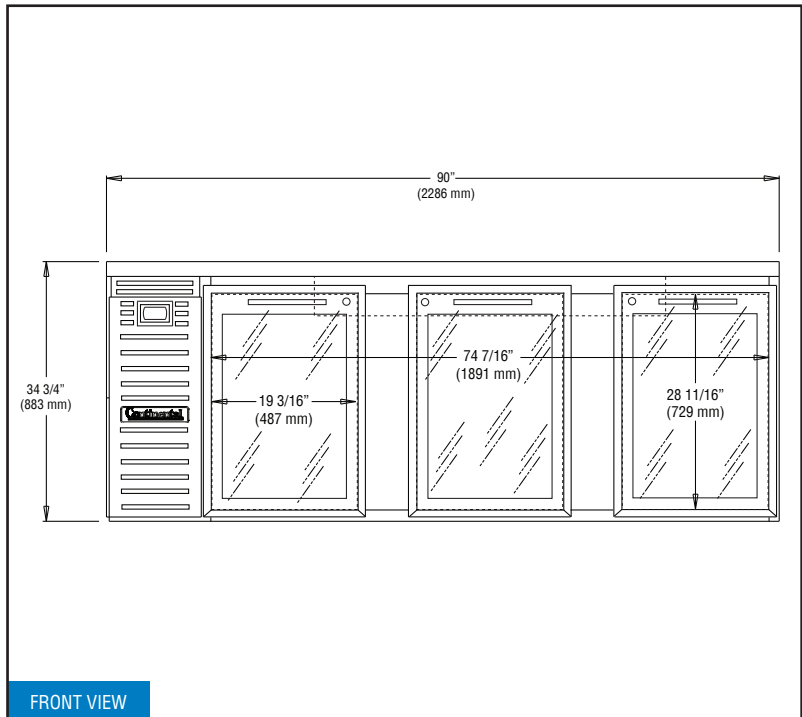 90”
(2286 mm)
34 3/4”
(883 mm)
Continental
74 7/16”
(1891 mm)
19 3/16”
(487 mm)
28 11/16”
(729 mm)
FRONT VIEW